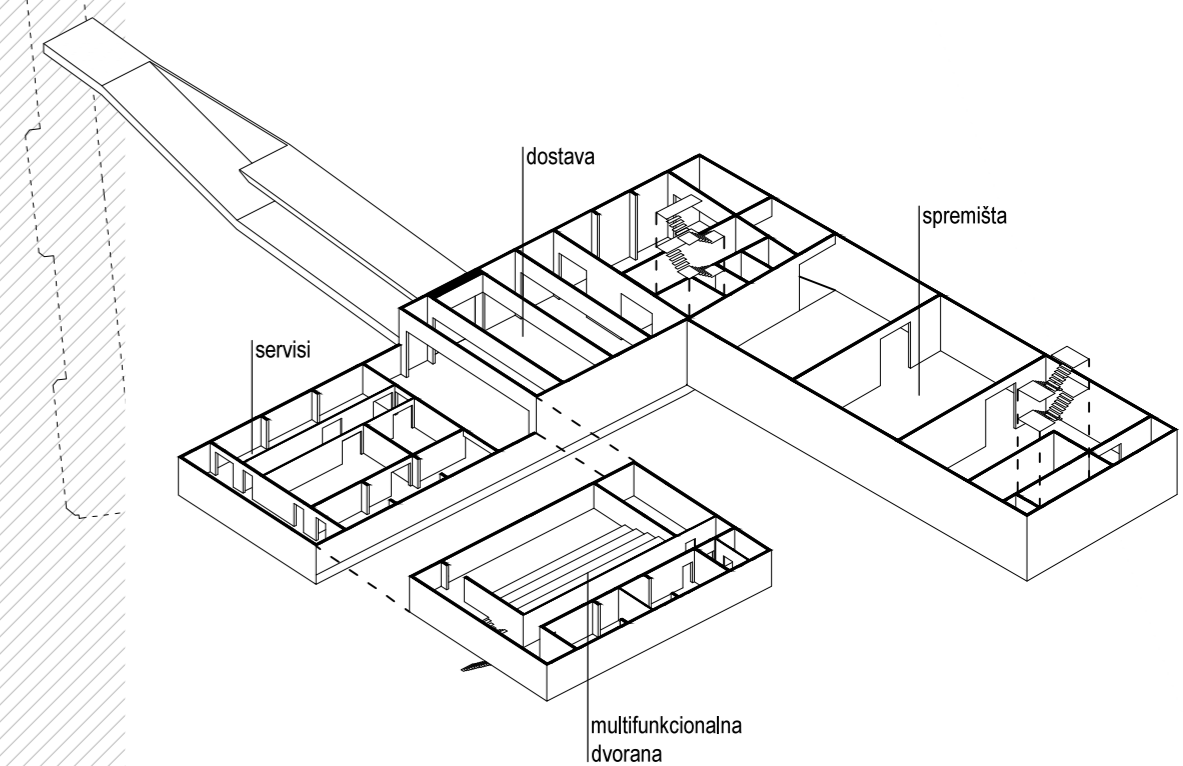 dostava
spremišta
servisi
multifunkcionalna
dvorana